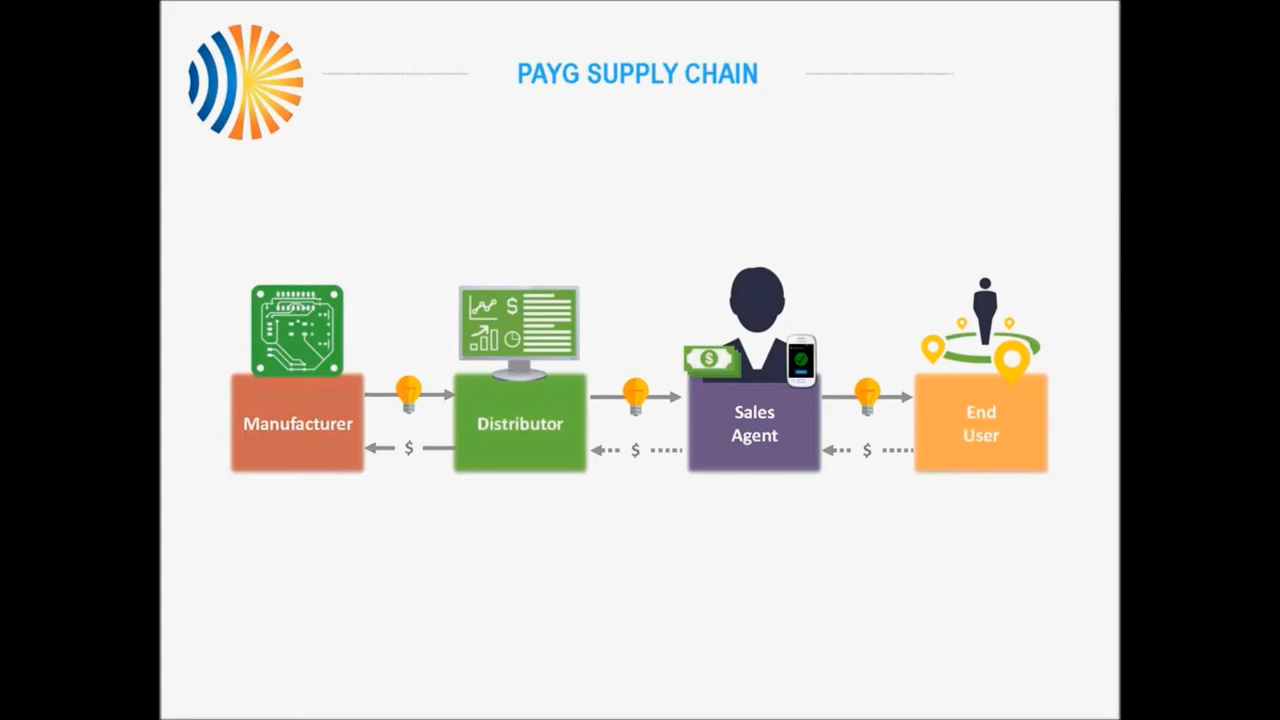 PAYG SUPPLY CHAIN
$
$
Manufacturer
Distributor
Sales
Agent
End
User
$
$
$